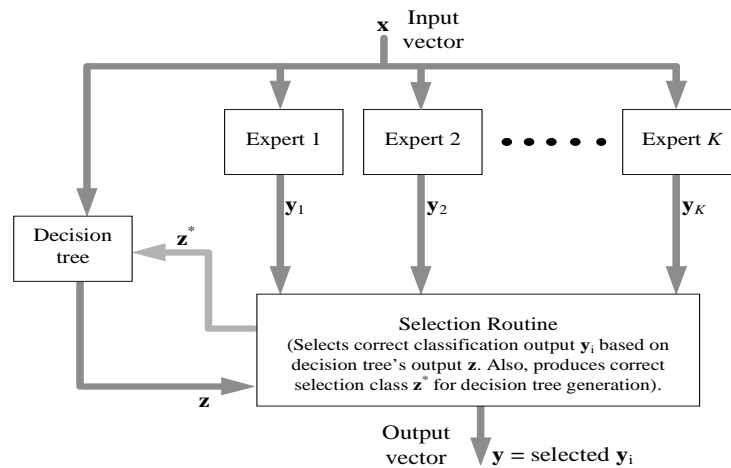 x Input
vector
Expert 1
Expert 2
Expert K
y1
y2
yK
Decision
tree
z*
Selection Routine
(Selects correct classification output yi based on
decision tree's output z. Also, produces correct
selection class z* for decision tree generation).
z
Output
vector
y = selected yi